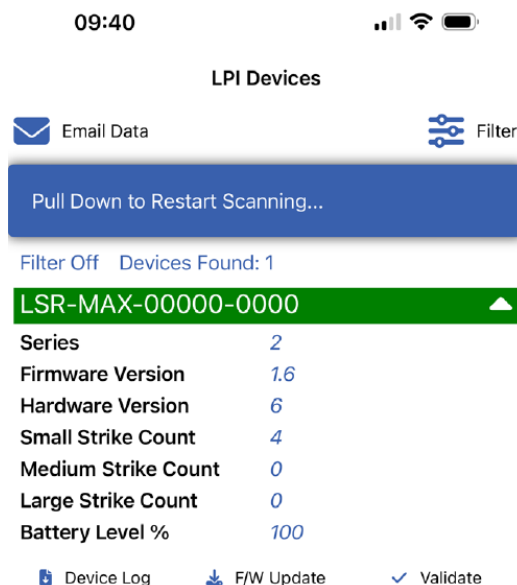 09:40
LPI Devices
Email Data Filter
Pull Down to Restart Scanning...
Filter Off Devices Found: 1
LSR-MAX-00000-0000
Series 2
Firmware Version 1.6
Hardware Version 6
Small Strike Count 4
Medium Strike Count 0
Large Strike Count 0
Battery Level % 100
Device Log F/W Update Validate